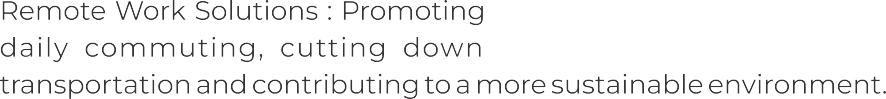 Remote Work Solutions : Promoting
daily commuting, cutting down
transportation and contributing to a more sustainable environment.